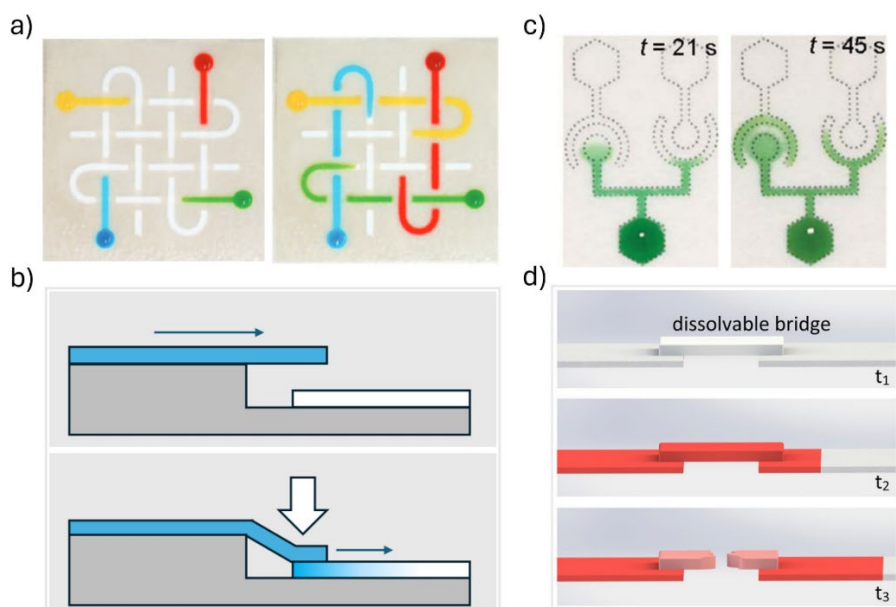 a)
c)
t = 21 s
t = 45 s
b)
d)
dissolvable bridge
t₁
t₂
t₃